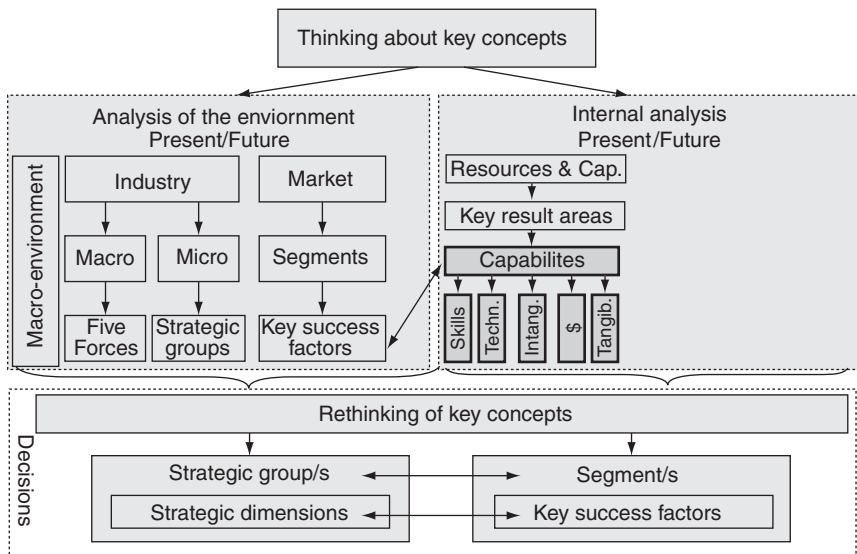 Thinking about key concepts
Analysis of the enviornment
Present/Future
Macro-environment
Industry
Market
Macro
Micro
Segments
Five
Forces
Strategic
groups
Key success
factors
Internal analysis
Present/Future
Resources & Cap.
Key result areas
Capabilites
Skills
Techn.
Intang.
$
Tangib.
Decisions
Rethinking of key concepts
Strategic group/s
Strategic dimensions
Segment/s
Key success factors